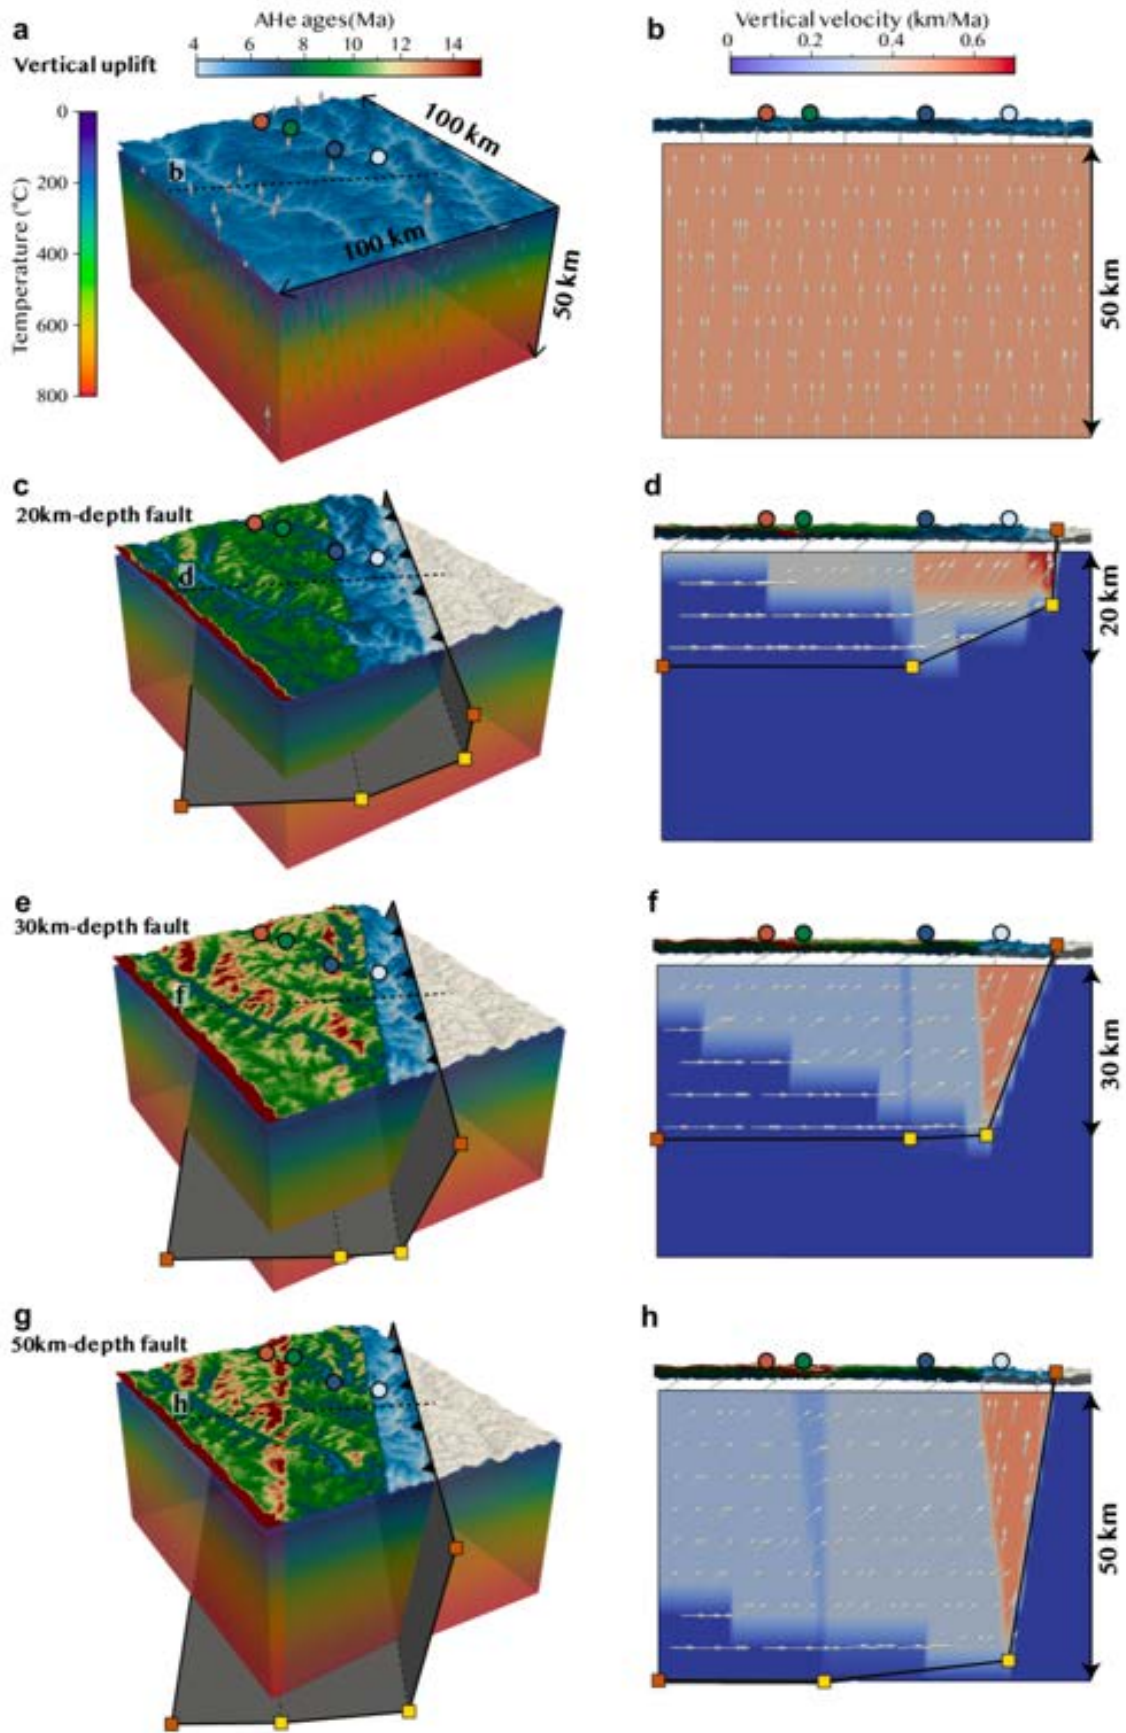 a
AHe ages(Ma)
4 6 8 10 12 14
Vertical uplift
b
Vertical velocity (km/Ma)
0 0.2 0.4 0.6
0
200
400
600
800
Temperature (°C)
b
100 km
100 km
50 km
50 km
c
20km-depth fault
d
d
20 km
e
30km-depth fault
f
f
30 km
g
50km-depth fault
h
h
50 km